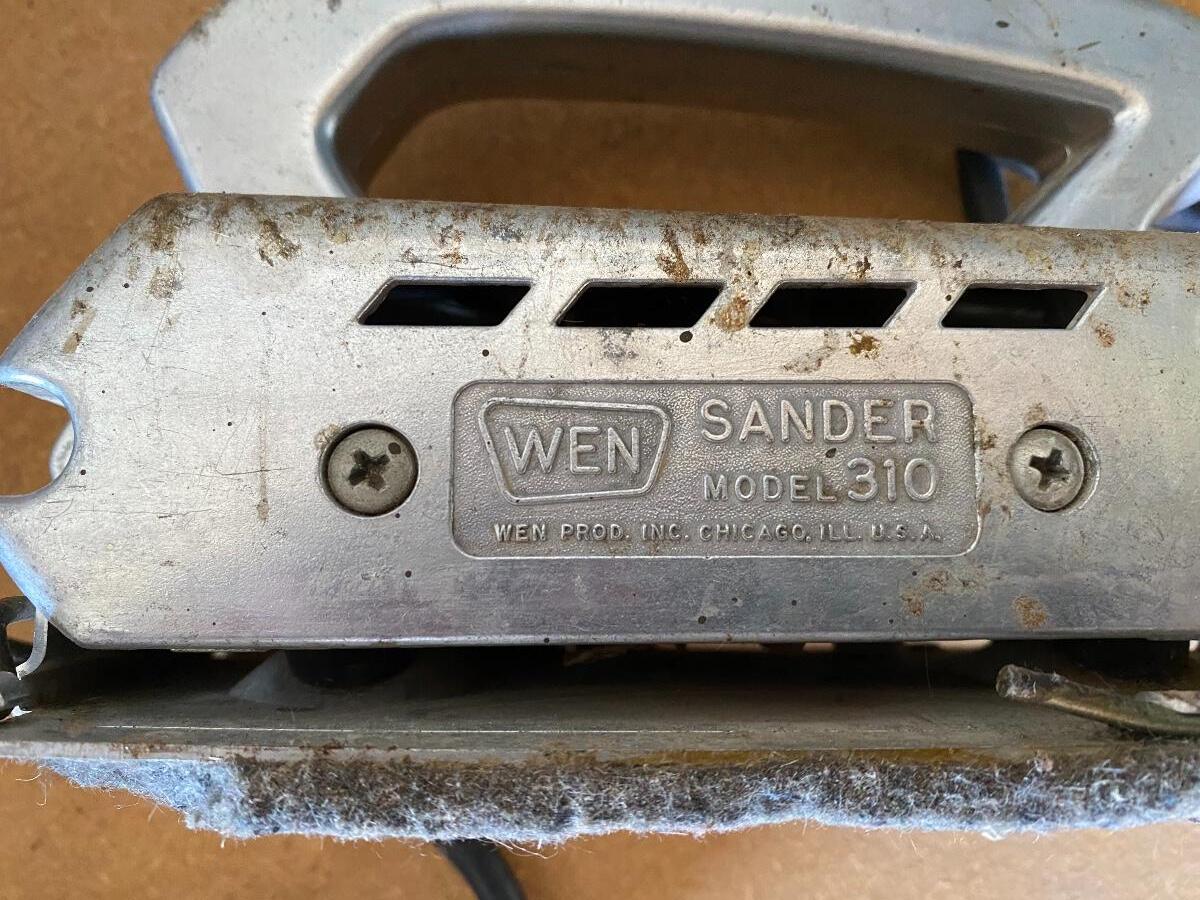 WEN
SANDER
MODEL 310
WEN PROD. INC. CHICAGO, ILL. U.S.A.